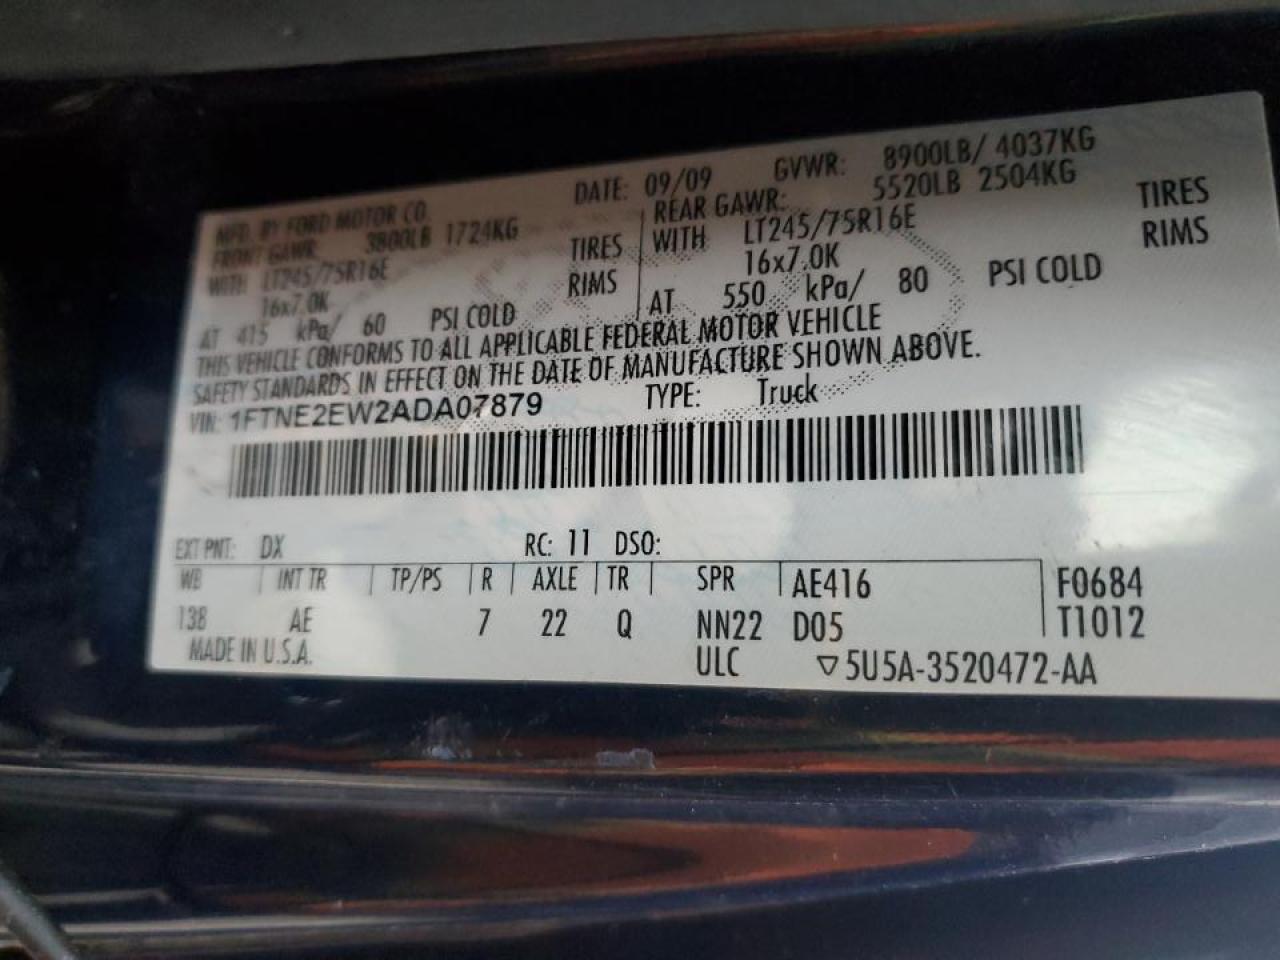 MFD. BY FORD MOTOR CO. DATE: 09/09 GVWR: 8900LB/ 4037KG
FRONT GAWR: 3800LB 1724KG REAR GAWR: 5520LB 2504KG
WITH LT245/75R16E TIRES WITH LT245/75R16E TIRES
16x7.0K RIMS 16x7.0K RIMS
AT 415 kPa/ 60 PSI COLD AT 550 kPa/ 80 PSI COLD
THIS VEHICLE CONFORMS TO ALL APPLICABLE FEDERAL MOTOR VEHICLE
SAFETY STANDARDS IN EFFECT ON THE DATE OF MANUFACTURE SHOWN ABOVE.
VIN: 1FTNE2EW2ADA07879 TYPE: Truck
EXT PNT: DX RC: 11 DSO:
WB INT TR TP/PS R AXLE TR SPR AE416 F0684
138 AE 7 22 Q NN22 D05 T1012
MADE IN U.S.A. ULC ▽5U5A-3520472-AA